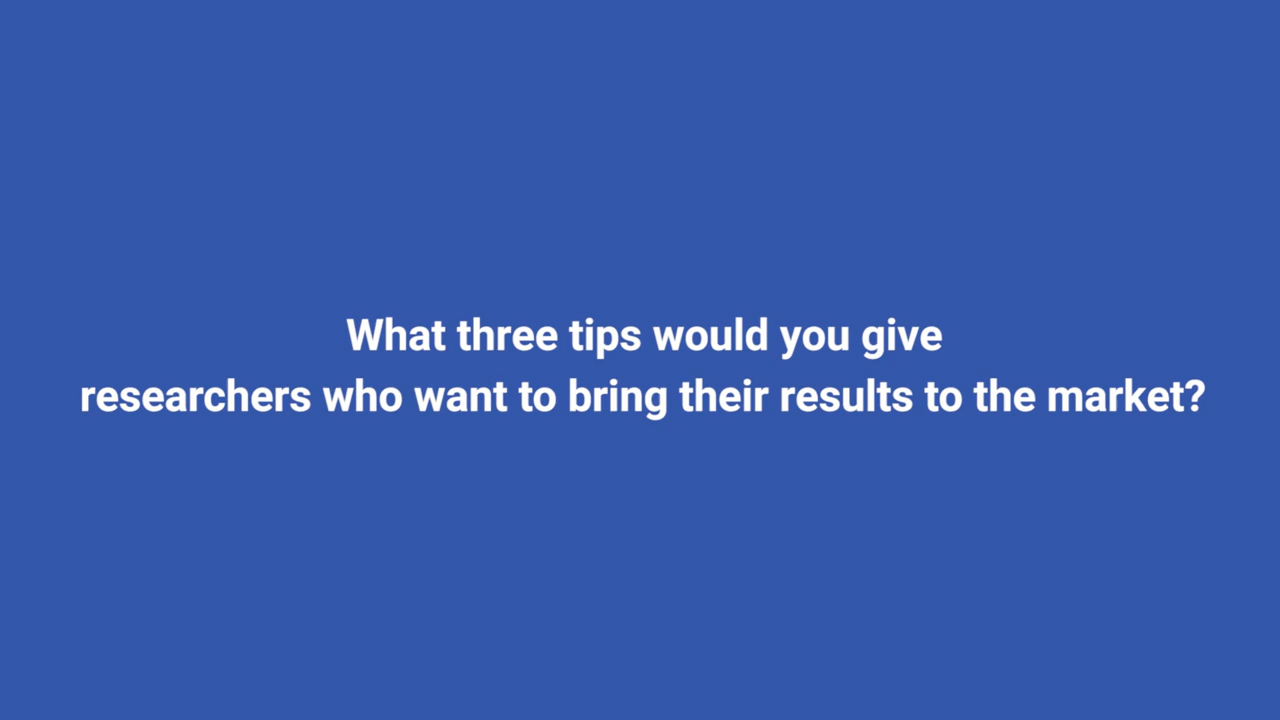 What three tips would you give
researchers who want to bring their results to the market?